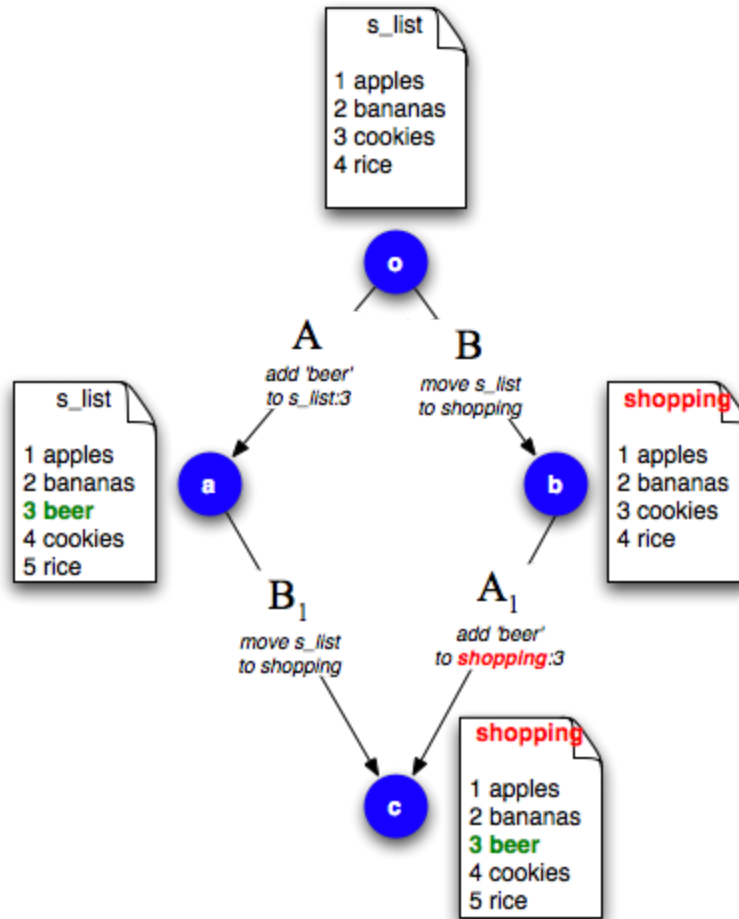 s_list
1 apples
2 bananas
3 cookies
4 rice
o
A
add 'beer'
to s_list:3
B
move s_list
to shopping
s_list
1 apples
2 bananas
3 beer
4 cookies
5 rice
a
b
shopping
1 apples
2 bananas
3 cookies
4 rice
B1
move s_list
to shopping
A1
add 'beer'
to shopping:3
c
shopping
1 apples
2 bananas
3 beer
4 cookies
5 rice